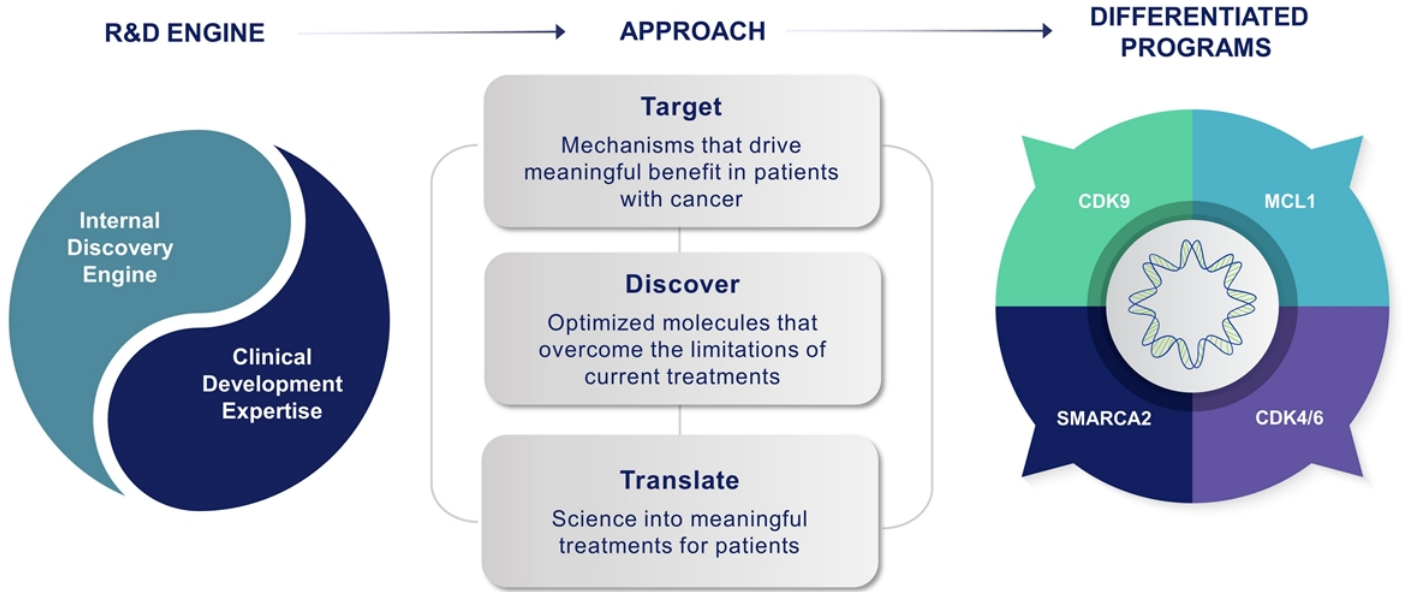 R&D ENGINE
APPROACH
DIFFERENTIATED
PROGRAMS
Internal
Discovery
Engine
Clinical
Development
Expertise
Target
Mechanisms that drive
meaningful benefit in patients
with cancer
Discover
Optimized molecules that
overcome the limitations of
current treatments
Translate
Science into meaningful
treatments for patients
CDK9
MCL1
SMARCA2
CDK4/6